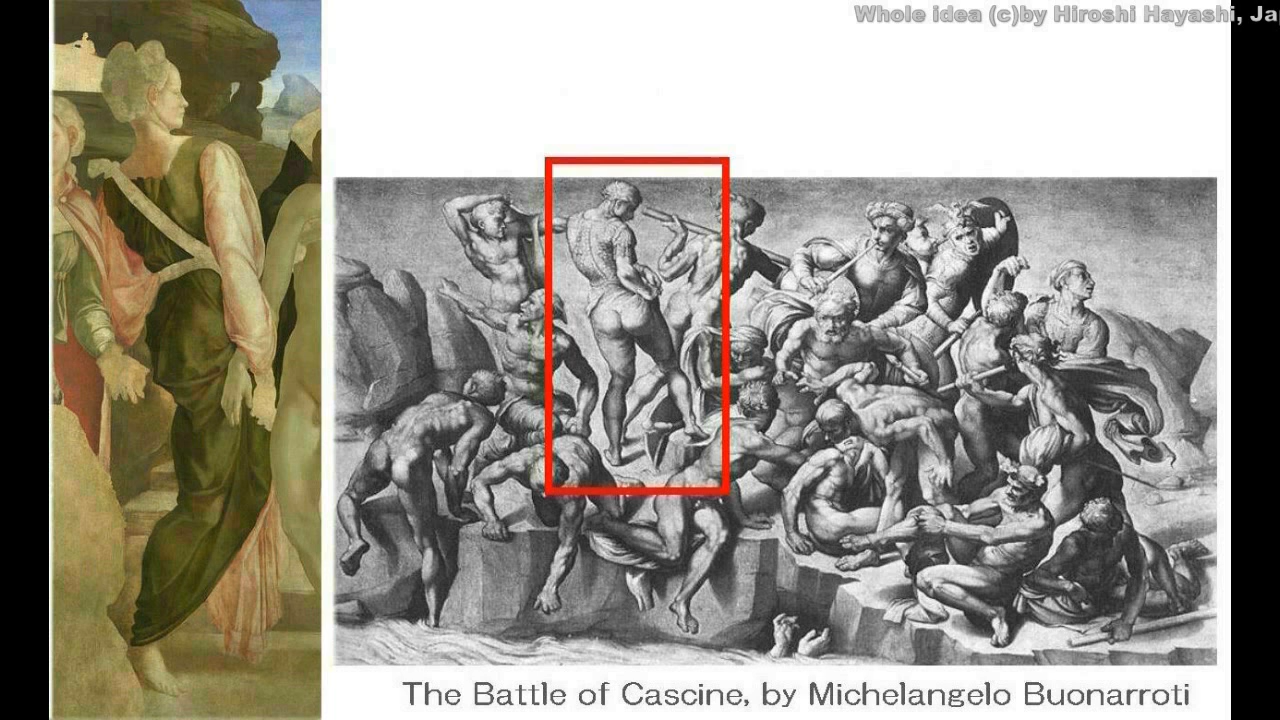 Whole idea (c)by Hiroshi Hayashi, Ja
The Battle of Cascine, by Michelangelo Buonarroti